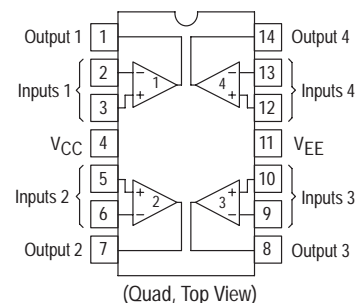 Output 1 1 14 Output 4
2 - - 13
Inputs 1 1 4 Inputs 4
3 + + 12
VCC 4 11 VEE
5 + + 10
Inputs 2 2 3 Inputs 3
6 - - 9
Output 2 7 8 Output 3
(Quad, Top View)